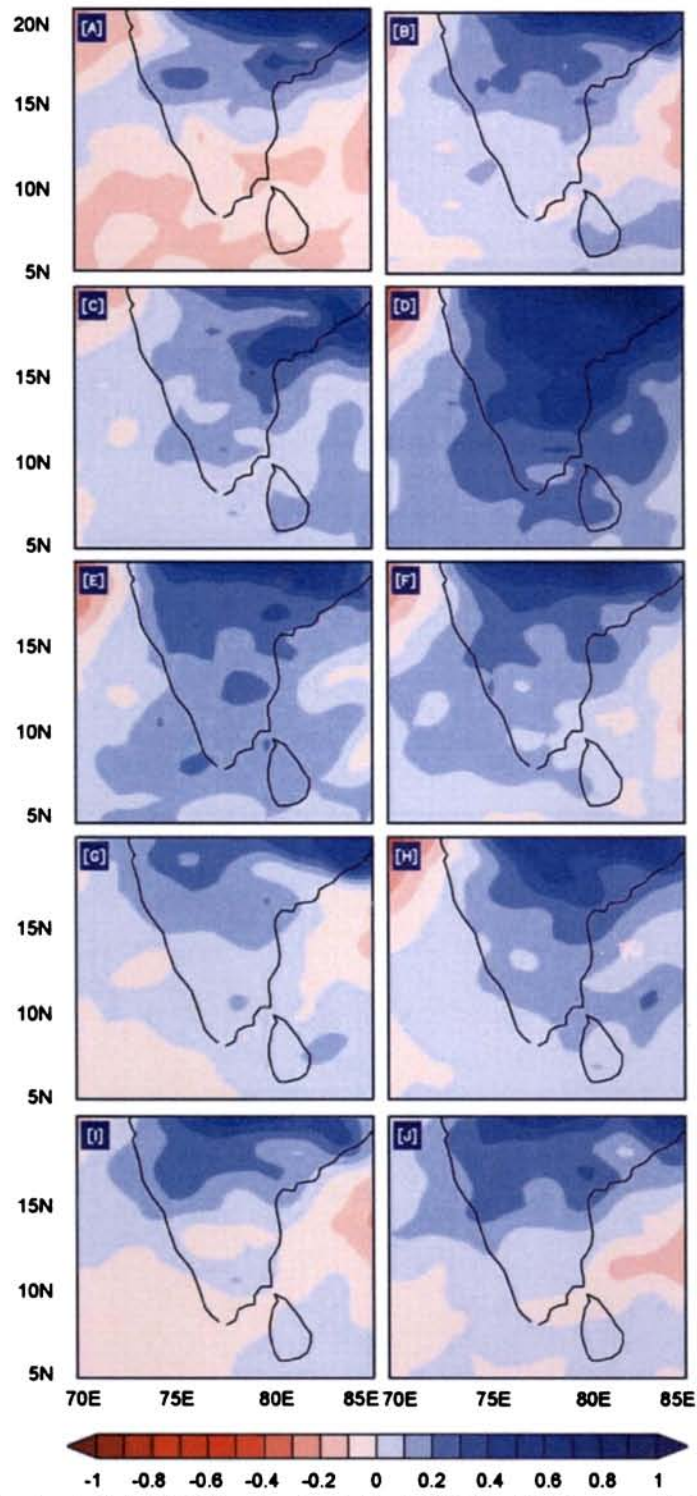 20N
[A]
[B]
15N
10N
5N
[C]
[D]
15N
10N
5N
[E]
[F]
15N
10N
5N
[G]
[H]
15N
10N
5N
[I]
[J]
15N
10N
5N
70E 75E 80E 85E 70E 75E 80E 85E
-1 -0.8 -0.6 -0.4 -0.2 0 0.2 0.4 0.6 0.8 1